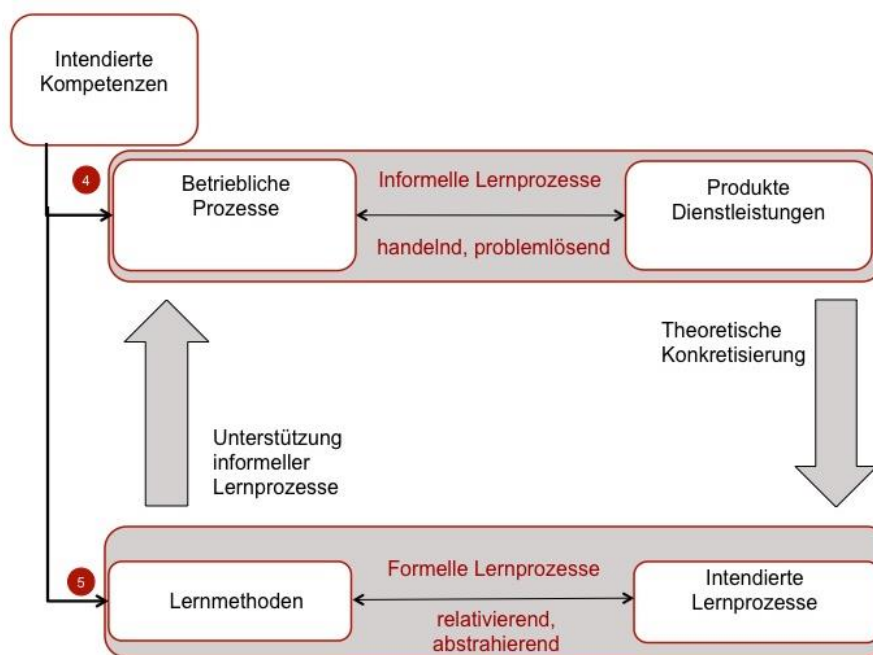 Intendierte
Kompetenzen
4
Betriebliche
Prozesse
Informelle Lernprozesse
handelnd, problemlösend
Produkte
Dienstleistungen
Theoretische
Konkretisierung
Unterstützung
informeller
Lernprozesse
5
Lernmethoden
Formelle Lernprozesse
relativierend,
abstrahierend
Intendierte
Lernprozesse